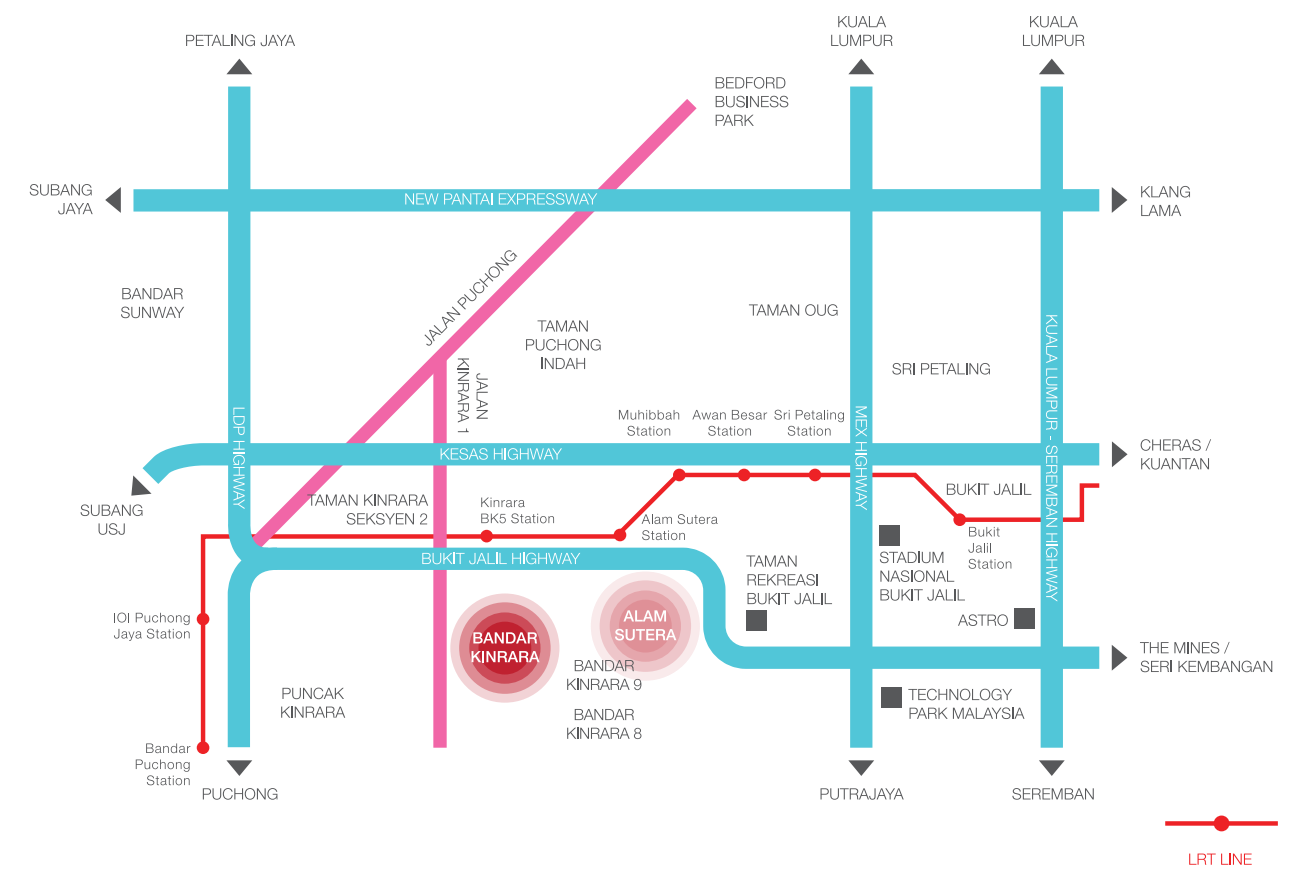 KUALA
LUMPUR
KUALA
LUMPUR
PETALING JAYA
BEDFORD
BUSINESS
PARK
SUBANG
JAYA
NEW PANTAI EXPRESSWAY
KLANG
LAMA
BANDAR
SUNWAY
JALAN PUCHONG
TAMAN
PUCHONG
INDAH
TAMAN OUG
SRI PETALING
JALAN
KINRARA 1
LDP HIGHWAY
MEX HIGHWAY
KUALA LUMPUR - SEREMBAN HIGHWAY
Muhibbah
Station
Awan Besar
Station
Sri Petaling
Station
KESAS HIGHWAY
CHERAS /
KUANTAN
SUBANG
USJ
TAMAN KINRARA
SEKSYEN 2
Kinrara
BK5 Station
Alam Sutera
Station
BUKIT JALIL
Bukit
Jalil
Station
BUKIT JALIL HIGHWAY
TAMAN
REKREASI
BUKIT JALIL
STADIUM
NASIONAL
BUKIT JALIL
IOI Puchong
Jaya Station
ALAM
SUTERA
ASTRO
BANDAR
KINRARA
THE MINES /
SERI KEMBANGAN
BANDAR
KINRARA 9
PUNCAK
KINRARA
BANDAR
KINRARA 8
TECHNOLOGY
PARK MALAYSIA
Bandar
Puchong
Station
PUCHONG
PUTRAJAYA
SEREMBAN
LRT LINE